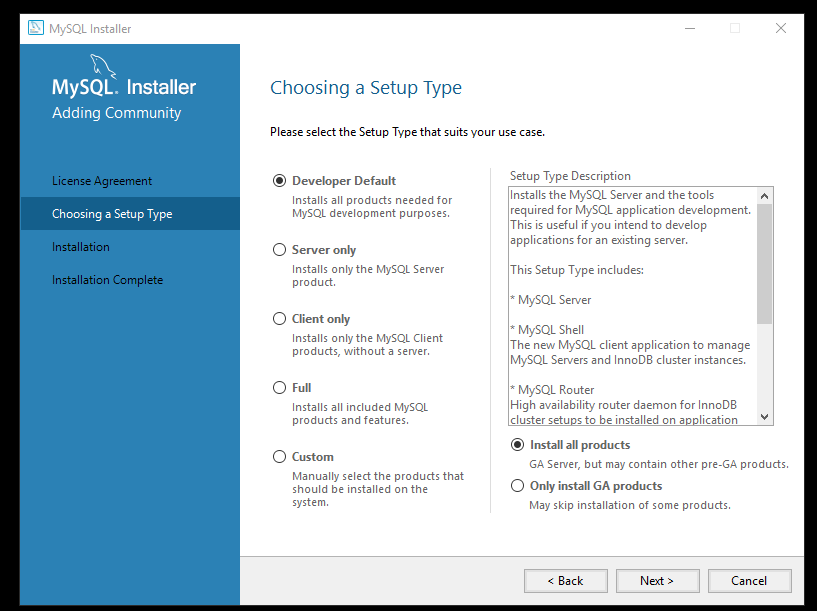 MySQL Installer
MySQL. Installer
Adding Community
License Agreement
Choosing a Setup Type
Installation
Installation Complete
Choosing a Setup Type
Please select the Setup Type that suits your use case.
Developer Default
Installs all products needed for
MySQL development purposes.
Server only
Installs only the MySQL Server
product.
Client only
Installs only the MySQL Client
products, without a server.
Full
Installs all included MySQL
products and features.
Custom
Manually select the products that
should be installed on the
system.
Setup Type Description
Installs the MySQL Server and the tools
required for MySQL application development.
This is useful if you intend to develop
applications for an existing server.
This Setup Type includes:
* MySQL Server
* MySQL Shell
The new MySQL client application to manage
MySQL Servers and InnoDB cluster instances.
* MySQL Router
High availability router daemon for InnoDB
cluster setups to be installed on application
Install all products
GA Server, but may contain other pre-GA products.
Only install GA products
May skip installation of some products.
< Back
Next >
Cancel